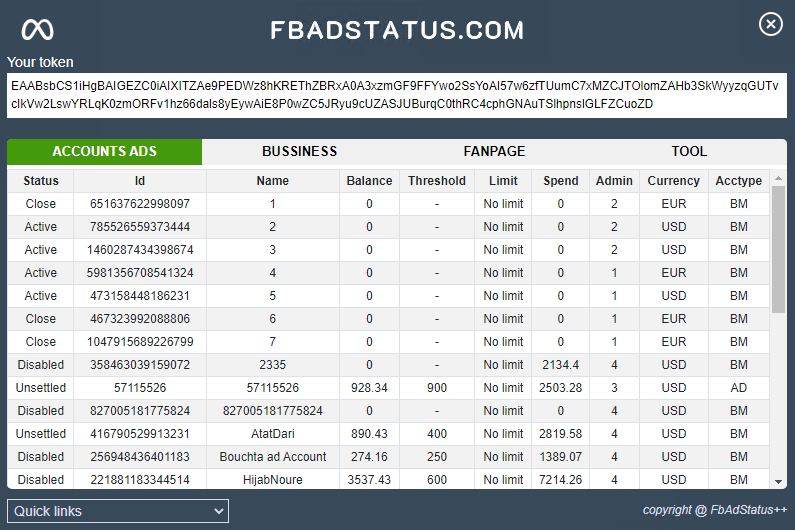 FBADSTATUS.COM
Your token
EAABsbCS1iHgBAIGEZC0iAIXITZAe9PEDWz8hKREThZBRxA0A3xzmGF9FFYwo2SsYoAI57w6zfTUumC7xMZCJTOlomZAHb3SkWyyzqGUTv
clkVw2LswYRLqK0zmORFv1hz66dals8yEywAiE8P0wZC5JRyu9cUZASJUBurqC0thRC4cphGNAuTSlhpnslGLFZCuoZD
ACCOUNTS ADS BUSSINESS FANPAGE TOOL
Status Id Name Balance Threshold Limit Spend Admin Currency Acctype
Close 651637622998097 1 0 - No limit 0 2 EUR BM
Active 785526559373444 2 0 - No limit 0 2 USD BM
Active 1460287434398674 3 0 - No limit 0 2 USD BM
Active 5981356708541324 4 0 - No limit 0 1 EUR BM
Active 473158448186231 5 0 - No limit 0 1 USD BM
Close 467323992088806 6 0 - No limit 0 1 EUR BM
Close 1047915689226799 7 0 - No limit 0 1 EUR BM
Disabled 358463039159072 2335 0 - No limit 2134.4 4 USD BM
Unsettled 57115526 57115526 928.34 900 No limit 2503.28 3 USD AD
Disabled 827005181775824 827005181775824 0 - No limit 0 4 USD BM
Unsettled 416790529913231 AtatDari 890.43 400 No limit 2819.58 4 USD BM
Disabled 256948436401183 Bouchta ad Account 274.16 250 No limit 1389.07 4 USD BM
Disabled 221881183344514 HijabNoure 3537.43 600 No limit 7214.26 4 USD BM
Quick links
copyright @ FbAdStatus++